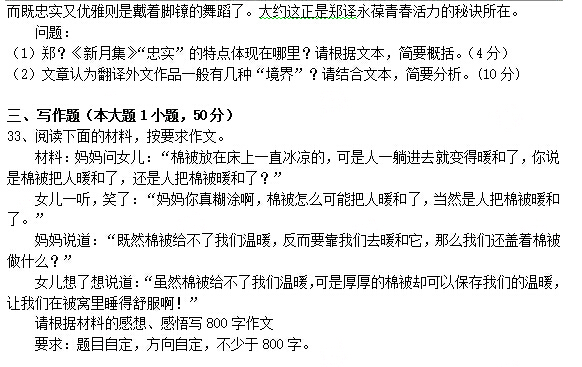 而既忠实又优雅则是戴着脚镣的舞蹈了。大约这正是郑译永葆青春活力的秘诀所在。
问题：
（1）郑？《新月集》“忠实”的特点体现在哪里？请根据文本，简要概括。（4 分）
（2）文章认为翻译外文作品一般有几种“境界”？请结合文本，简要分析。(10 分）
三、写作题（本大题 1 小题，50 分）
33、阅读下面的材料，按要求作文。
材料：妈妈问女儿：“棉被放在床上一直冰凉的，可是人一躺进去就变得暖和了，你说
是棉被把人暖和了，还是人把棉被暖和了？”
女儿一听，笑了：“妈妈你真糊涂啊，棉被怎么可能把人暖和了，当然是人把棉被暖和
了。”
妈妈说道：“既然棉被给不了我们温暖，反而要靠我们去暖和它，那么我们还盖着棉被
做什么？”
女儿想了想说道：“虽然棉被给不了我们温暖，可是厚厚的棉被却可以保存我们的温暖，
让我们在被窝里睡得舒服啊！”
请根据材料的感想、感悟写 800 字作文
要求：题目自定，方向自定，不少于 800 字。